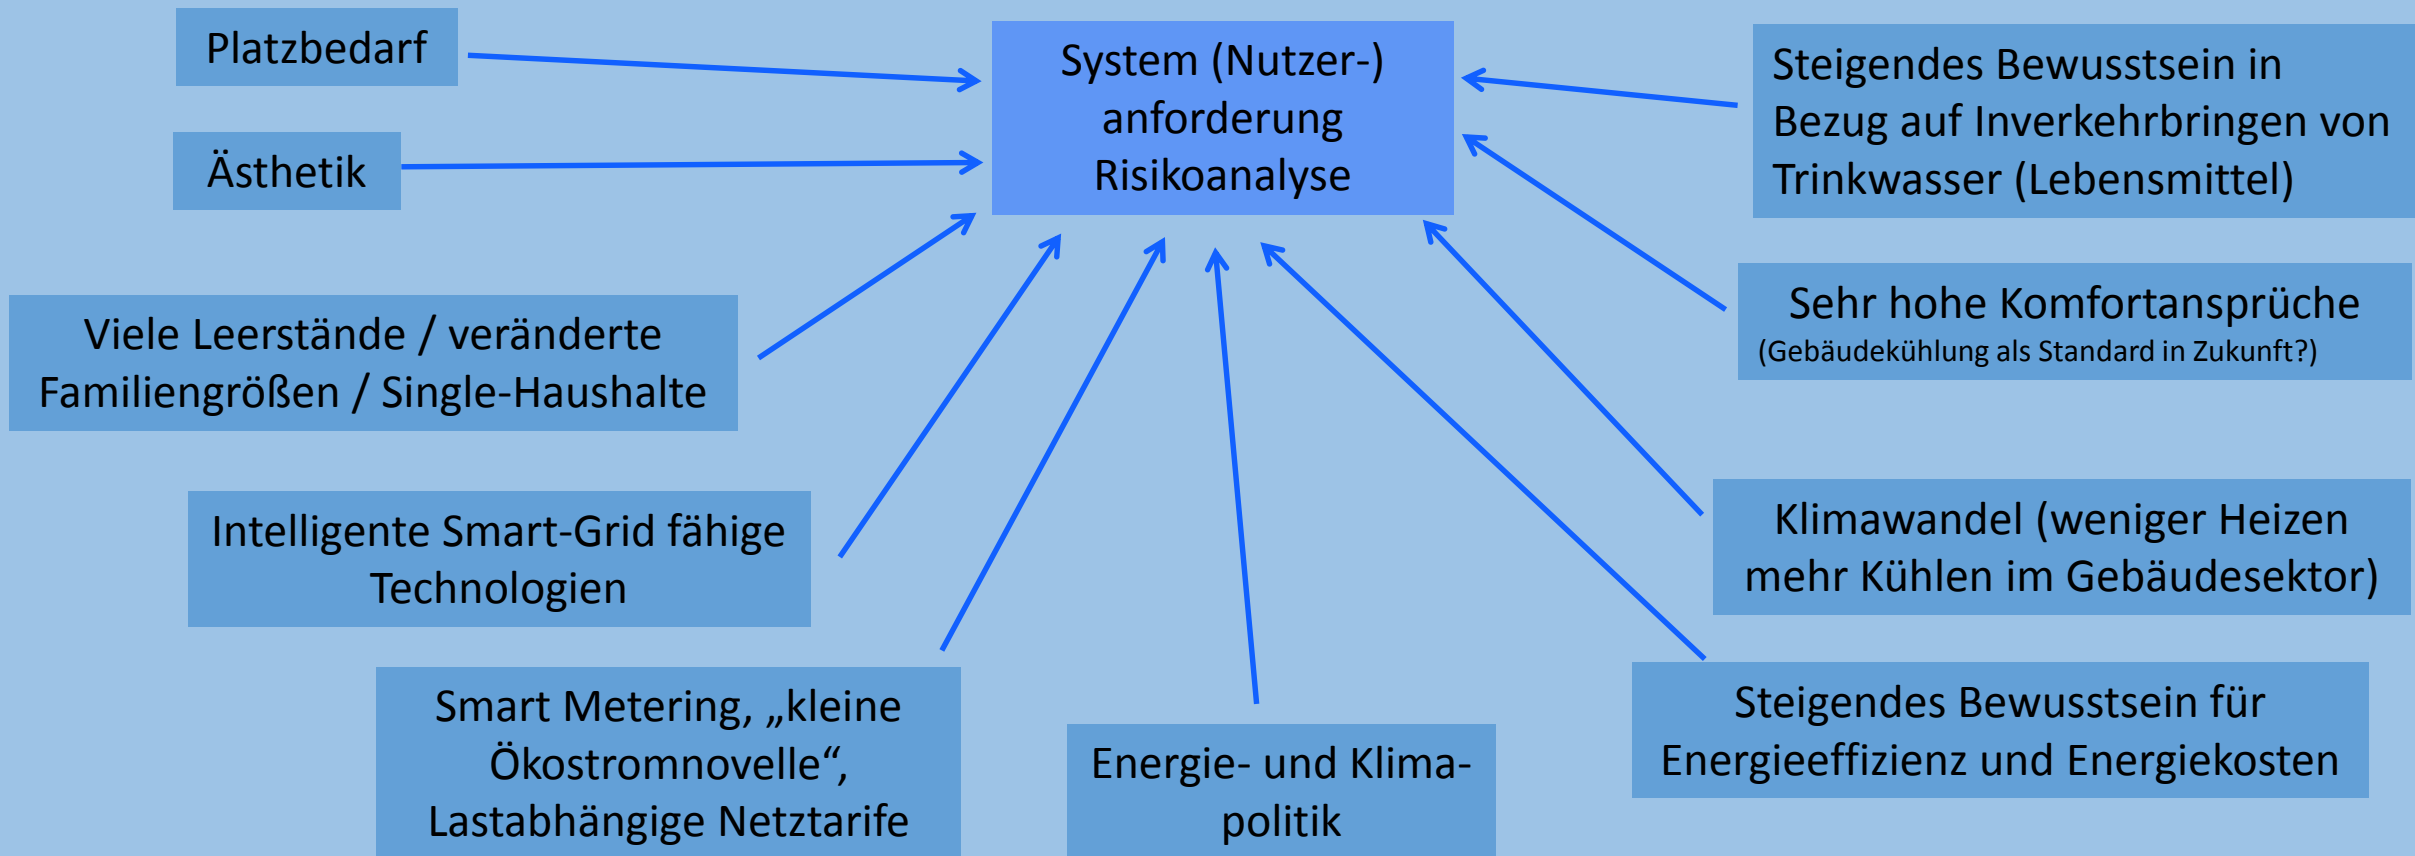 Platzbedarf
Ästhetik
System (Nutzer-)
anforderung
Risikoanalyse
Steigendes Bewusstsein in
Bezug auf Inverkehrbringen von
Trinkwasser (Lebensmittel)
Viele Leerstände / veränderte
Familiengrößen / Single-Haushalte
Sehr hohe Komfortansprüche
(Gebäudekühlung als Standard in Zukunft?)
Intelligente Smart-Grid fähige
Technologien
Klimawandel (weniger Heizen
mehr Kühlen im Gebäudesektor)
Smart Metering, „kleine
Ökostromnovelle“,
Lastabhängige Netztarife
Energie- und Klima-
politik
Steigendes Bewusstsein für
Energieeffizienz und Energiekosten